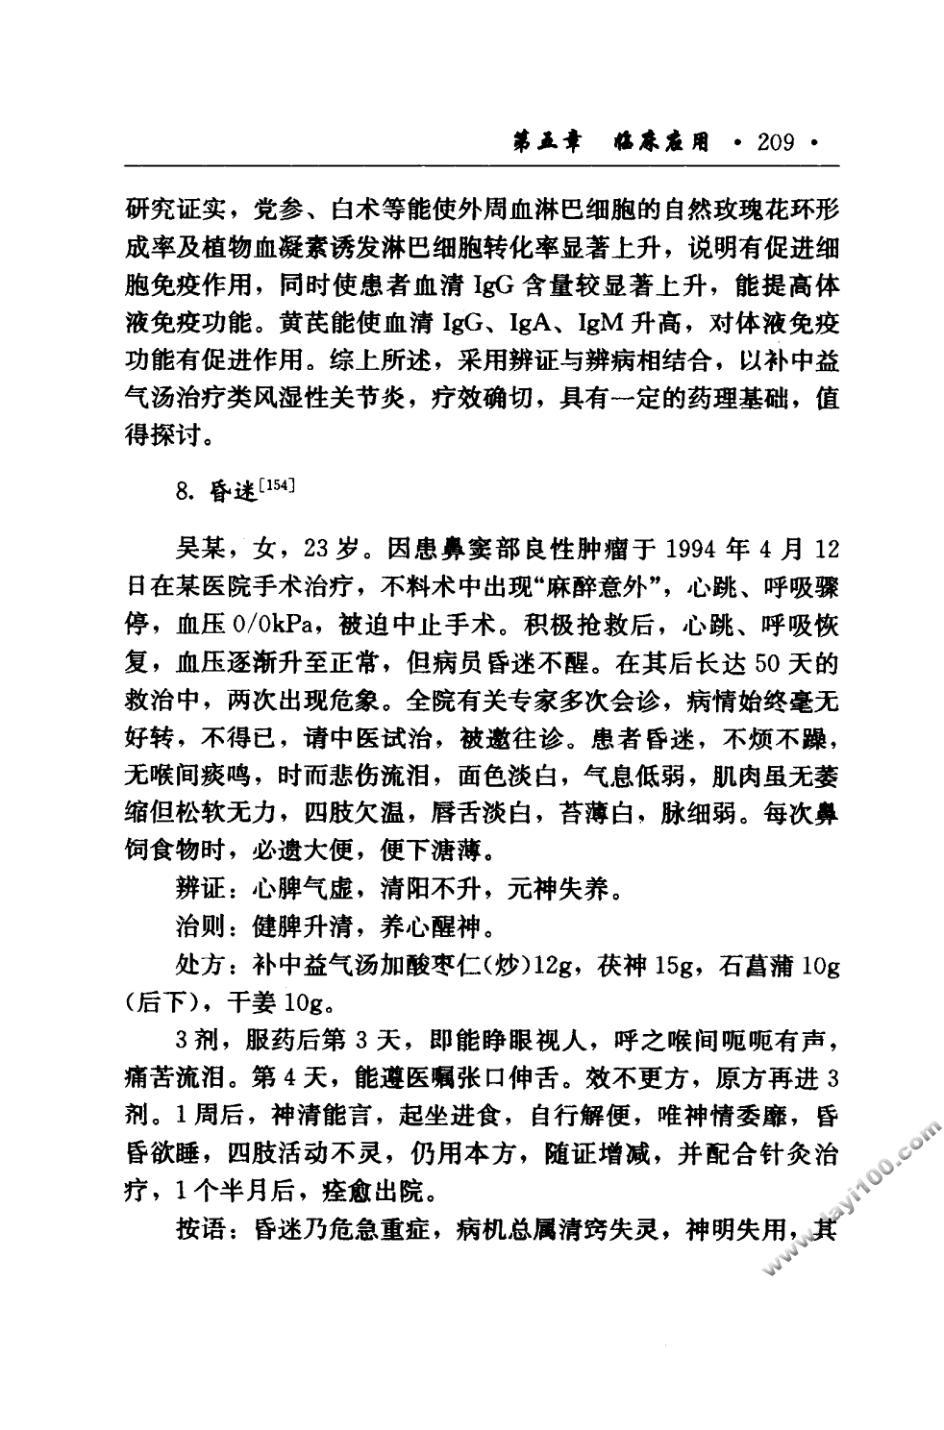 第五章 临床应用 · 209 ·
研究证实，党参、白术等能使外周血淋巴细胞的自然玫瑰花环形
成率及植物血凝素诱发淋巴细胞转化率显著上升，说明有促进细
胞免疫作用，同时使患者血清 IgG 含量较显著上升，能提高体
液免疫功能。黄芪能使血清 IgG、IgA、IgM 升高，对体液免疫
功能有促进作用。综上所述，采用辨证与辨病相结合，以补中益
气汤治疗类风湿性关节炎，疗效确切，具有一定的药理基础，值
得探讨。
8. 昏迷[154]
吴某，女，23 岁。因患鼻窦部良性肿瘤于 1994 年 4 月 12
日在某医院手术治疗，不料术中出现“麻醉意外”，心跳、呼吸骤
停，血压 0/0kPa，被迫中止手术。积极抢救后，心跳、呼吸恢
复，血压逐渐升至正常，但病员昏迷不醒。在其后长达 50 天的
救治中，两次出现危象。全院有关专家多次会诊，病情始终毫无
好转，不得已，请中医试治，被邀往诊。患者昏迷，不烦不躁，
无喉间痰鸣，时而悲伤流泪，面色淡白，气息低弱，肌肉虽无萎
缩但松软无力，四肢欠温，唇舌淡白，苔薄白，脉细弱。每次鼻
饲食物时，必遗大便，便下溏薄。
辨证：心脾气虚，清阳不升，元神失养。
治则：健脾升清，养心醒神。
处方：补中益气汤加酸枣仁(炒)12g，茯神 15g，石菖蒲 10g
(后下)，干姜 10g。
3 剂，服药后第 3 天，即能睁眼视人，呼之喉间呃呃有声，
痛苦流泪。第 4 天，能遵医嘱张口伸舌。效不更方，原方再进 3
剂。1 周后，神清能言，起坐进食，自行解便，唯神情委靡，昏
昏欲睡，四肢活动不灵，仍用本方，随证增减，并配合针灸治
疗，1 个半月后，痊愈出院。
按语：昏迷乃危急重症，病机总属清窍失灵，神明失用，其
www.layi100.com